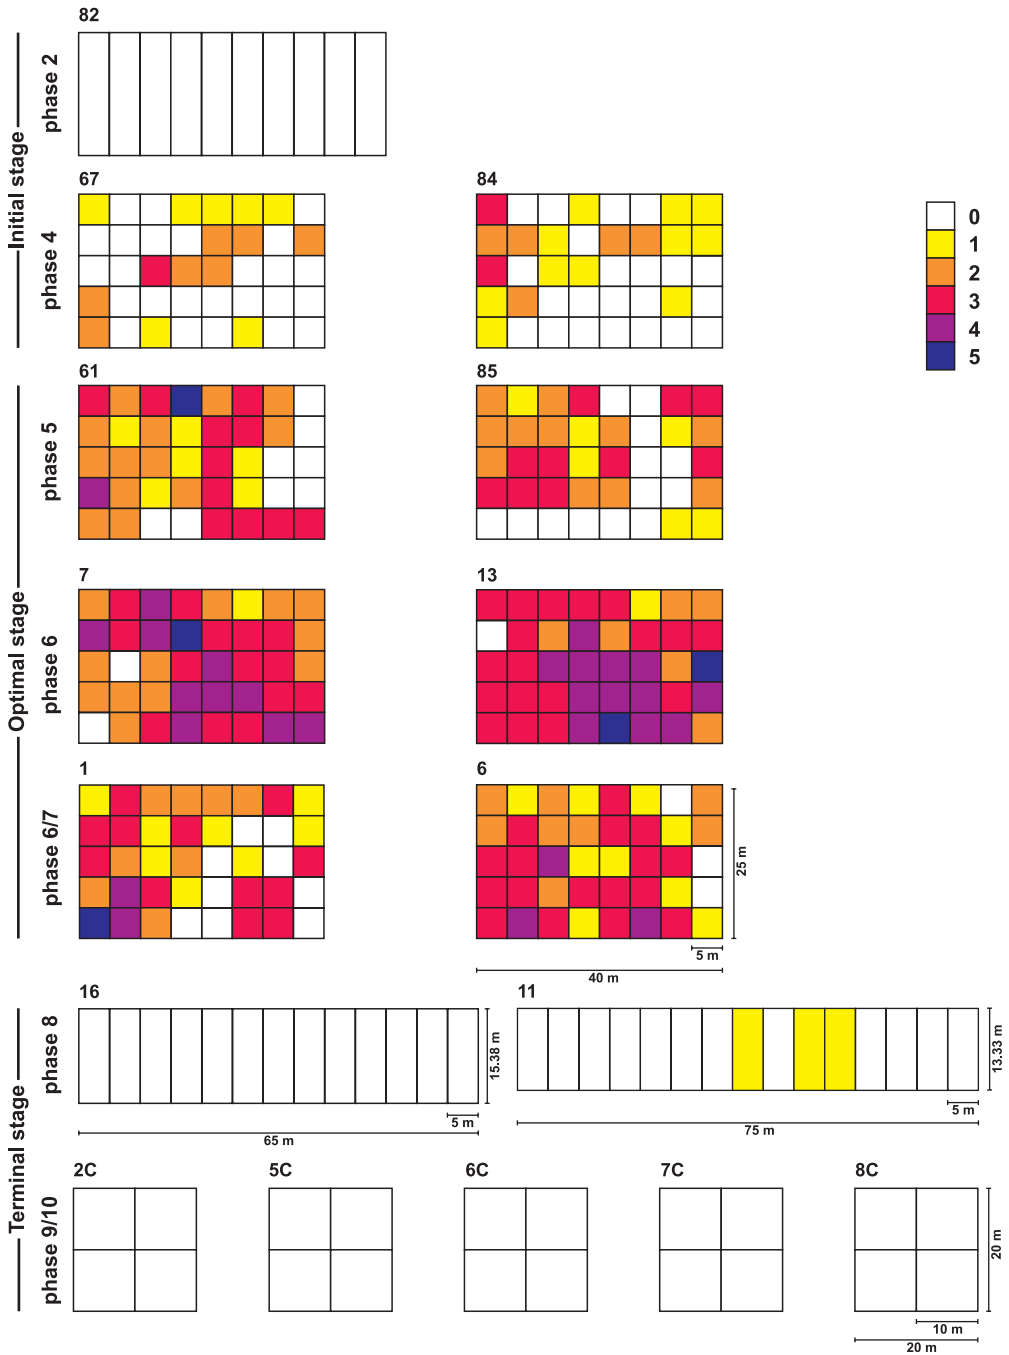 82
Initial stage
phase 2
67
84
phase 4
0
1
2
3
4
5
61
85
Optimal stage
phase 5
7
13
phase 6
1
6
phase 6/7
25 m
5 m
40 m
16
11
Terminal stage
phase 8
15.38 m
13.33 m
5 m
5 m
65 m
75 m
2C
5C
6C
7C
8C
phase 9/10
20 m
10 m
20 m